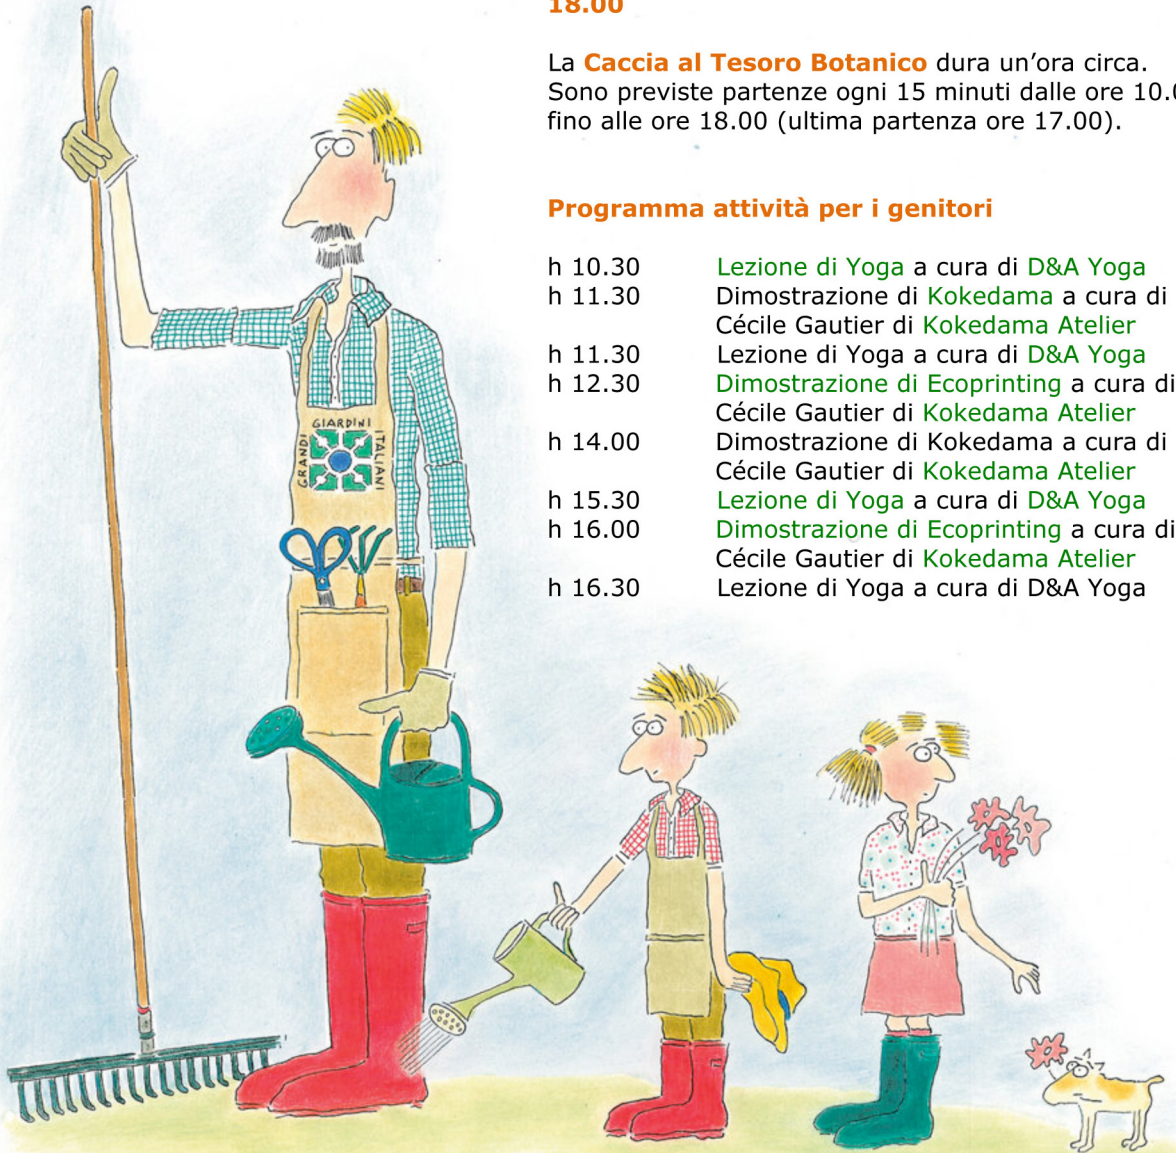 18.00
La Caccia al Tesoro Botanico dura un'ora circa.
Sono previste partenze ogni 15 minuti dalle ore
fino alle ore 18.00 (ultima partenza ore 17.00).
Programma attività per i genitori
h 10.30 Lezione di Yoga a cura di D&A Yoga
h 11.30 Dimostrazione di Kokedama a cura di
Cécile Gautier di Kokedama Atelier
h 11.30 Lezione di Yoga a cura di D&A Yoga
h 12.30 Dimostrazione di Ecoprinting a cura di
Cécile Gautier di Kokedama Atelier
h 14.00 Dimostrazione di Kokedama a cura di
Cécile Gautier di Kokedama Atelier
h 15.30 Lezione di Yoga a cura di D&A Yoga
h 16.00 Dimostrazione di Ecoprinting a cura di
Cécile Gautier di Kokedama Atelier
h 16.30 Lezione di Yoga a cura di D&A Yoga
GRANDI
GIARDINI
ITALIANI